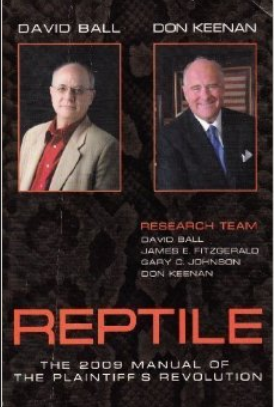 DAVID BALL DON KEENAN
RESEARCH TEAM
DAVID BALL
JAMES E. FITZGERALD
GARY C. JOHNSON
DON KEENAN
REPTILE
THE 2009 MANUAL OF
THE PLAINTIFF'S REVOLUTION